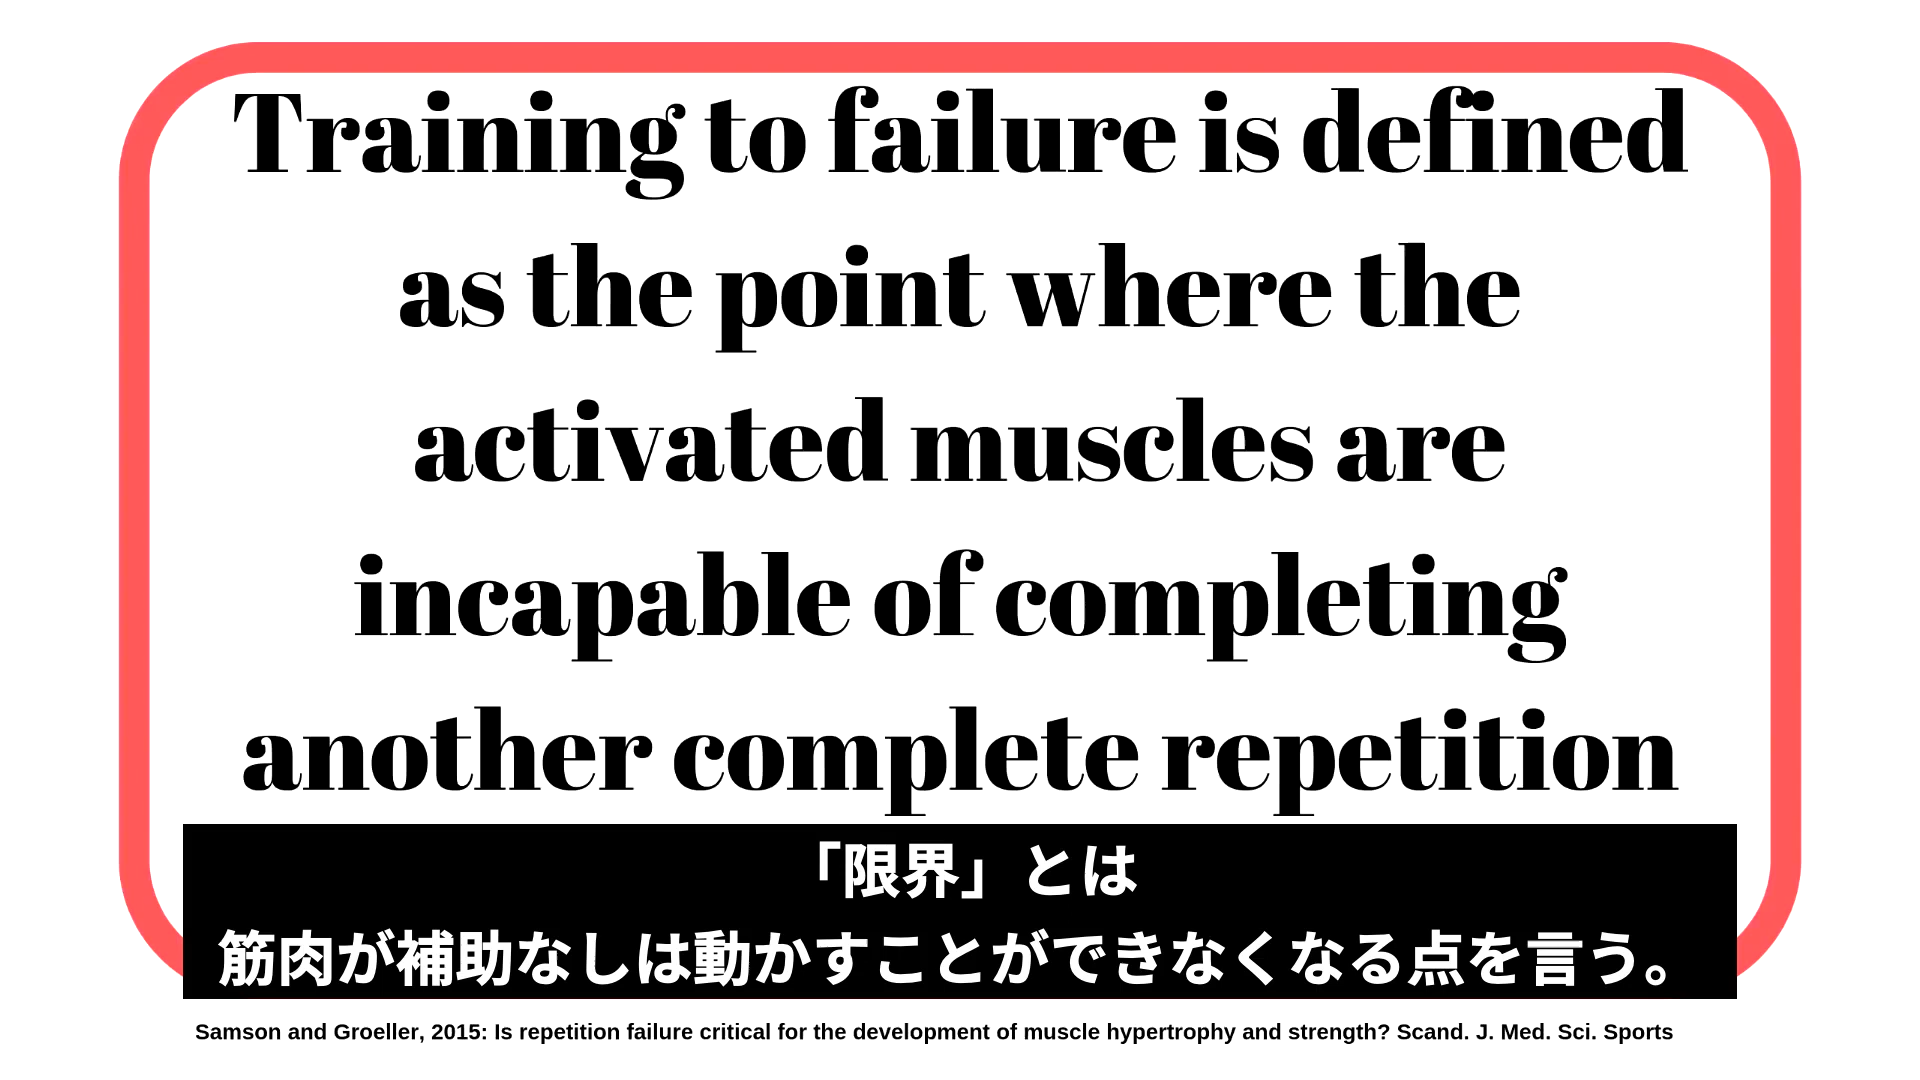 Training to failure is defined
as the point where the
activated muscles are
incapable of completing
another complete repetition
「限界」とは
筋肉が補助なしは動かすことができなくなる点を言う。
Samson and Groeller, 2015: Is repetition failure critical for the development of muscle hypertrophy and strength? Scand. J. Med. Sci. Sports